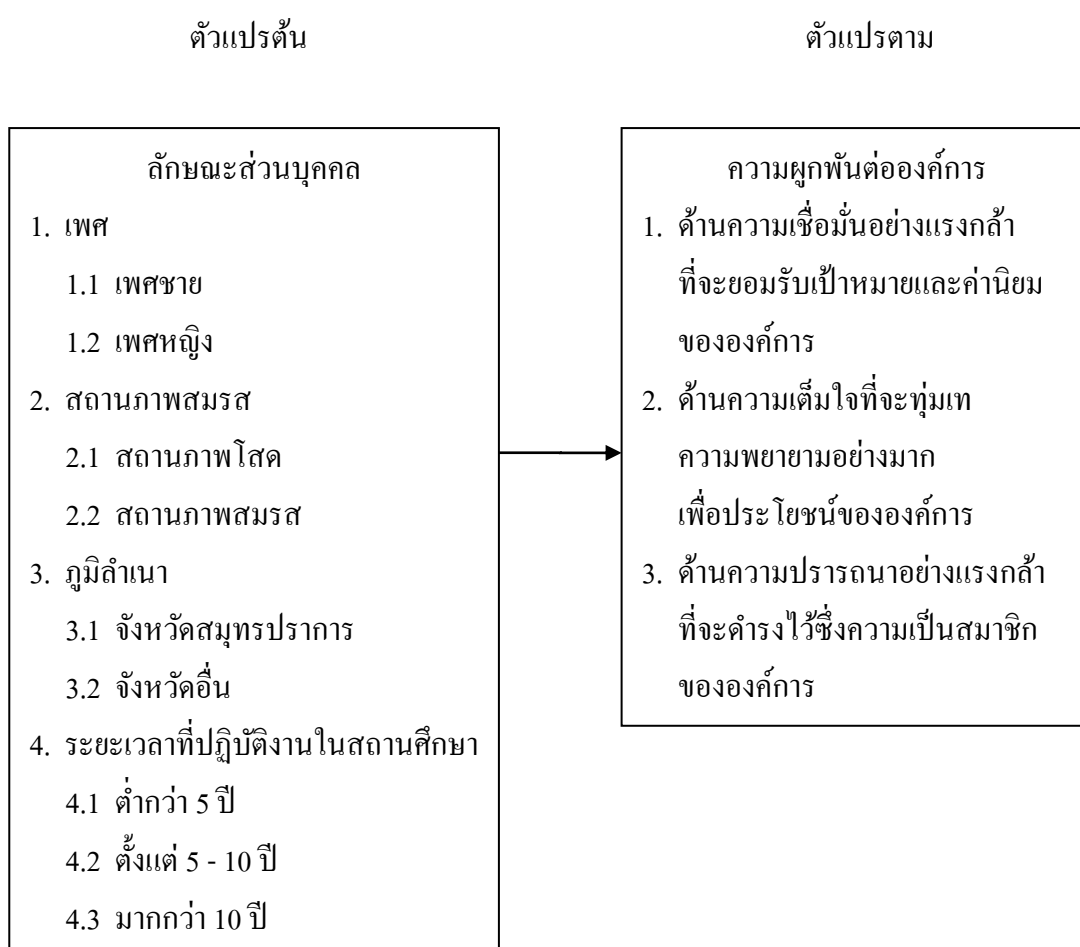 ตัวแปรต้น
ตัวแปรตาม
ลักษณะส่วนบุคคล
1. เพศ
1.1 เพศชาย
1.2 เพศหญิง
2. สถานภาพสมรส
2.1 สถานภาพโสด
2.2 สถานภาพสมรส
3. ภูมิลำเนา
3.1 จังหวัดสมุทรปราการ
3.2 จังหวัดอื่น
4. ระยะเวลาที่ปฏิบัติงานในสถานศึกษา
4.1 ต่ำกว่า 5 ปี
4.2 ตั้งแต่ 5 - 10 ปี
4.3 มากกว่า 10 ปี
ความผูกพันต่อองค์การ
1. ด้านความเชื่อมั่นอย่างแรงกล้า
ที่จะยอมรับเป้าหมายและค่านิยม
ขององค์การ
2. ด้านความเต็มใจที่จะทุ่มเท
ความพยายามอย่างมาก
เพื่อประโยชน์ขององค์การ
3. ด้านความปรารถนาอย่างแรงกล้า
ที่จะดำรงไว้ซึ่งความเป็นสมาชิก
ขององค์การ